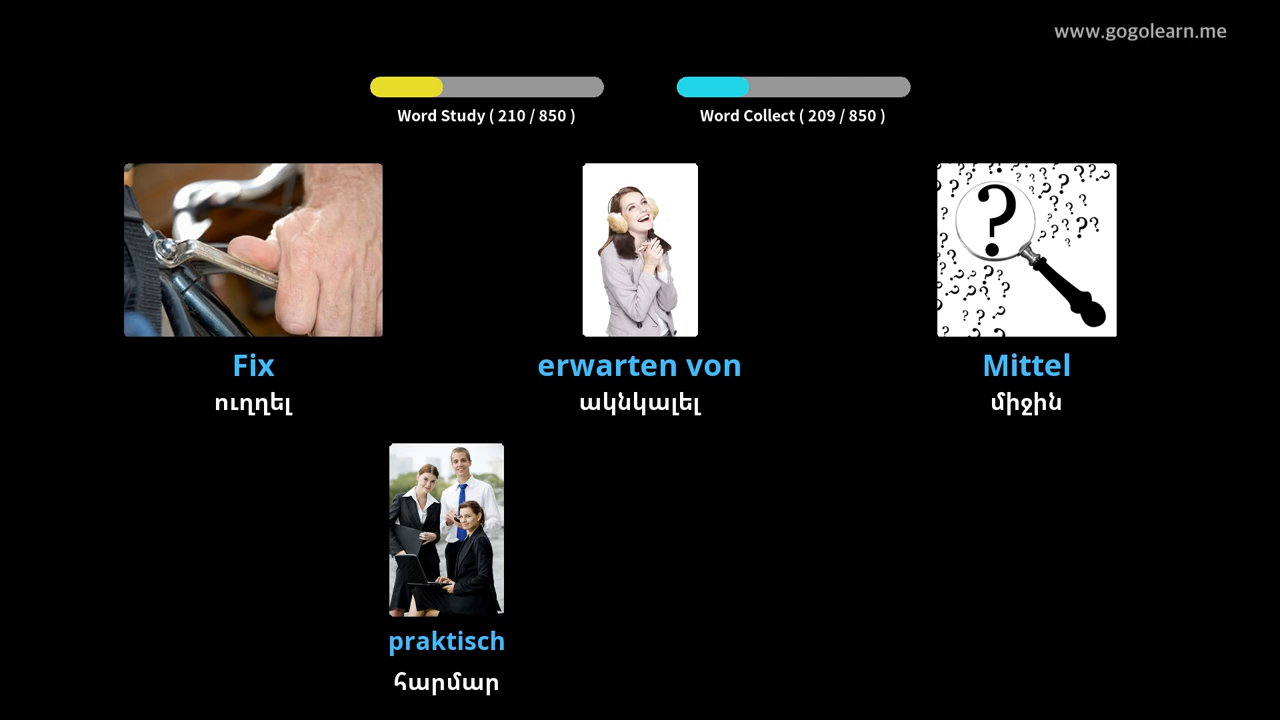 www.gogolearn.me
Word Study ( 210 / 850 )
Word Collect ( 209 / 850 )
Fix
ուղղել
erwarten von
ակնկալել
Mittel
միջին
praktisch
հարմար